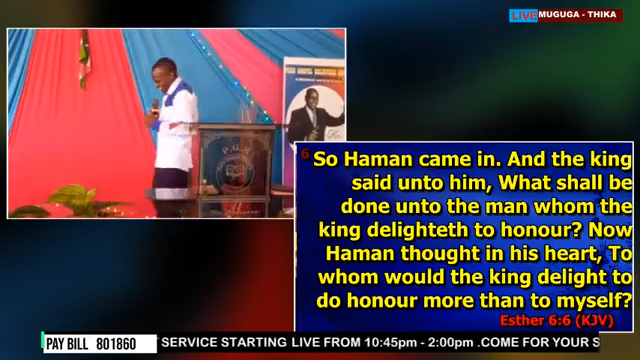 LIVE MUGUGA - THIKA
P.G.M
6 So Haman came in. And the king
said unto him, What shall be
done unto the man whom the
king delighteth to honour? Now
Haman thought in his heart, To
whom would the king delight to
do honour more than to myself?
Esther 6:6 (KJV)
PAY BILL 801860 SERVICE STARTING LIVE FROM 10:45pm - 2:00pm .COME FOR YOUR S